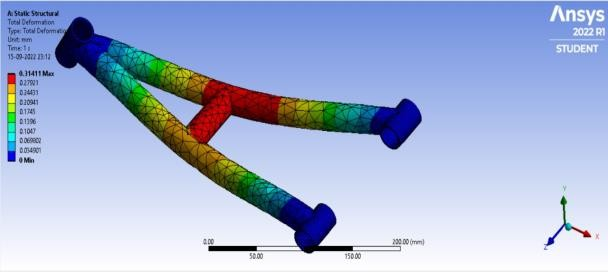 A: Static Structural
Total Deformation
Type: Total Deformatio
Unit: mm
Time: 1 s
15-09-2022 23:12
0.31411 Max
0.27921
0.24431
0.20941
0.1745
0.1396
0.1047
0.069802
0.034901
0 Min
Ansys
2022 R1
STUDENT
0.00
200.00 (mm)
50.00
150.00
Y
X
Z